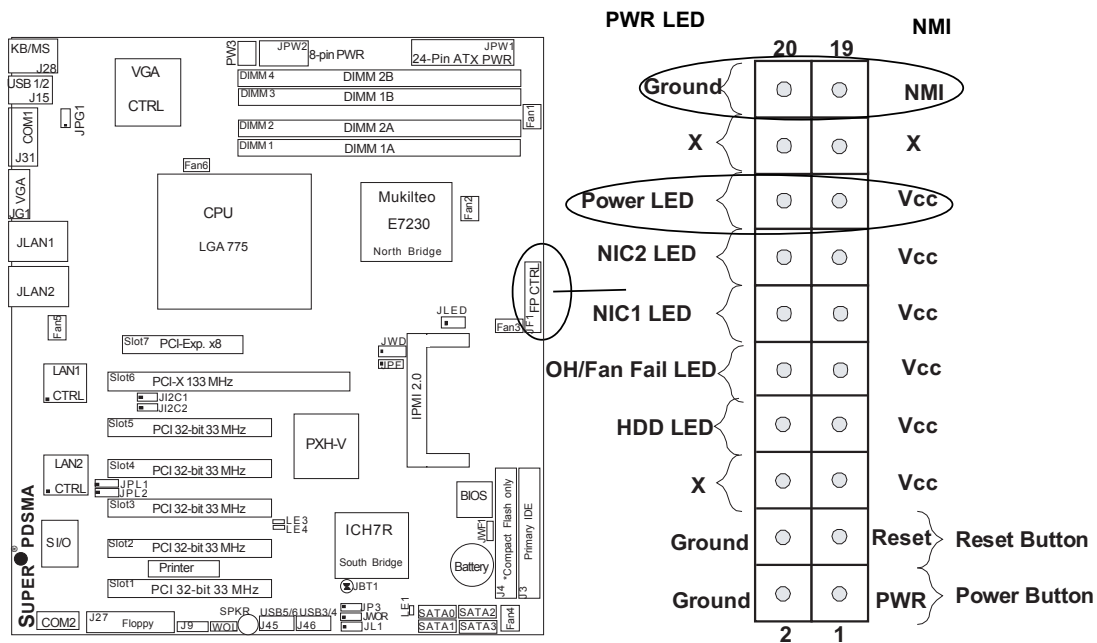 PWR LED
NMI
20 19
Ground
NMI
X
X
Power LED
Vcc
NIC2 LED
Vcc
NIC1 LED
Vcc
OH/Fan Fail LED
Vcc
HDD LED
Vcc
X
Vcc
Ground
Reset
Reset Button
Ground
PWR
Power Button
2 1
KB/MS
J28
USB 1/2
J15
JPG1
COM1
J31
VGA
JG1
JLAN1
JLAN2
Fan5
VGA
CTRL
PW3
JPW2
8-pin PWR
JPW1
24-Pin ATX PWR
DIMM 4
DIMM 2B
DIMM 3
DIMM 1B
DIMM 2
DIMM 2A
DIMM 1
DIMM 1A
Fan1
Fan6
CPU
LGA 775
Mukilteo
E7230
North Bridge
Fan2
FP CTRL
JF1
Fan3
JLED
JWD
JPF
IPMI 2.0
Slot7
PCI-Exp. x8
LAN1
CTRL
Slot6
PCI-X 133 MHz
JI2C1
JI2C2
Slot5
PCI 32-bit 33 MHz
PXH-V
LAN2
CTRL
Slot4
PCI 32-bit 33 MHz
JPL1
JPL2
Slot3
PCI 32-bit 33 MHz
BIOS
LE3
LE4
SI/O
Slot2
PCI 32-bit 33 MHz
ICH7R
South Bridge
JWF1
Battery
J4
*Compact Flash only
J3
Primary IDE
Printer
Slot1
PCI 32-bit 33 MHz
JBT1
SUPER ® PDSMA
COM2
J27
Floppy
J9
WOL
SPKR
USB5/6
J45
USB3/4
J46
JP3
JWOR
JL1
LE1
SATA0
SATA2
SATA1
SATA3
Fan4